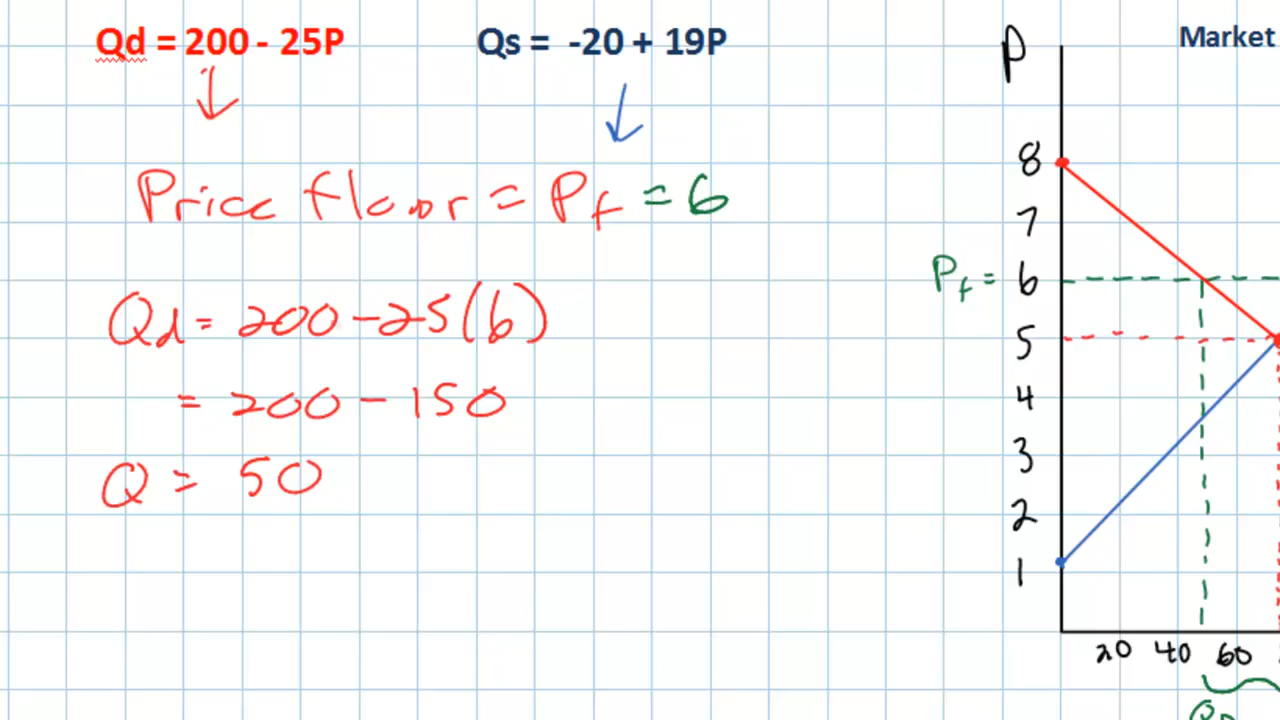 Qd = 200 - 25P
Qs = -20 + 19P
Market
P
Price floor = Pf = 6
Qd = 200 - 25(6)
= 200 - 150
Q = 50
8
7
Pf = 6
5
4
3
2
1
20 40 60